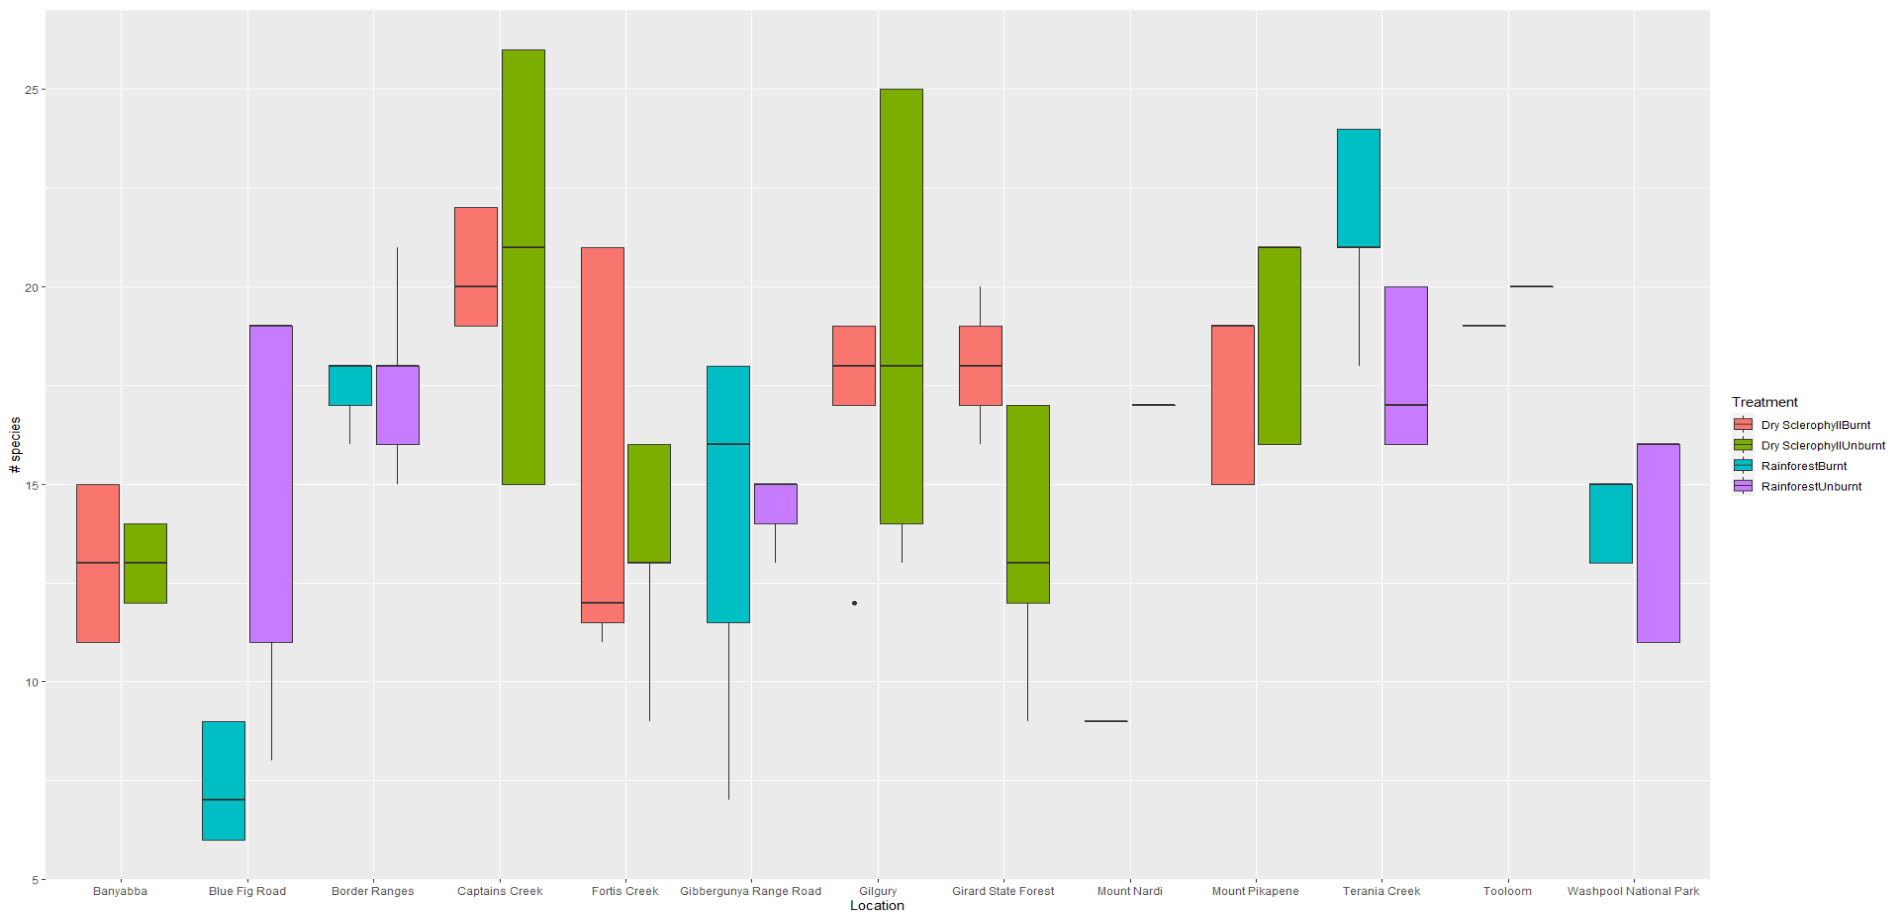 25
20
15
10
5
# species
Banyabba Blue Fig Road Border Ranges Captains Creek Fortis Creek Gibbergunya Range Road Gilgury Girard State Forest Mount Nardi Mount Pikapene Terania Creek Tooloom Washpool National Park
Location
Treatment
Dry SclerophyllBurnt
Dry SclerophyllUnburnt
RainforestBurnt
RainforestUnburnt